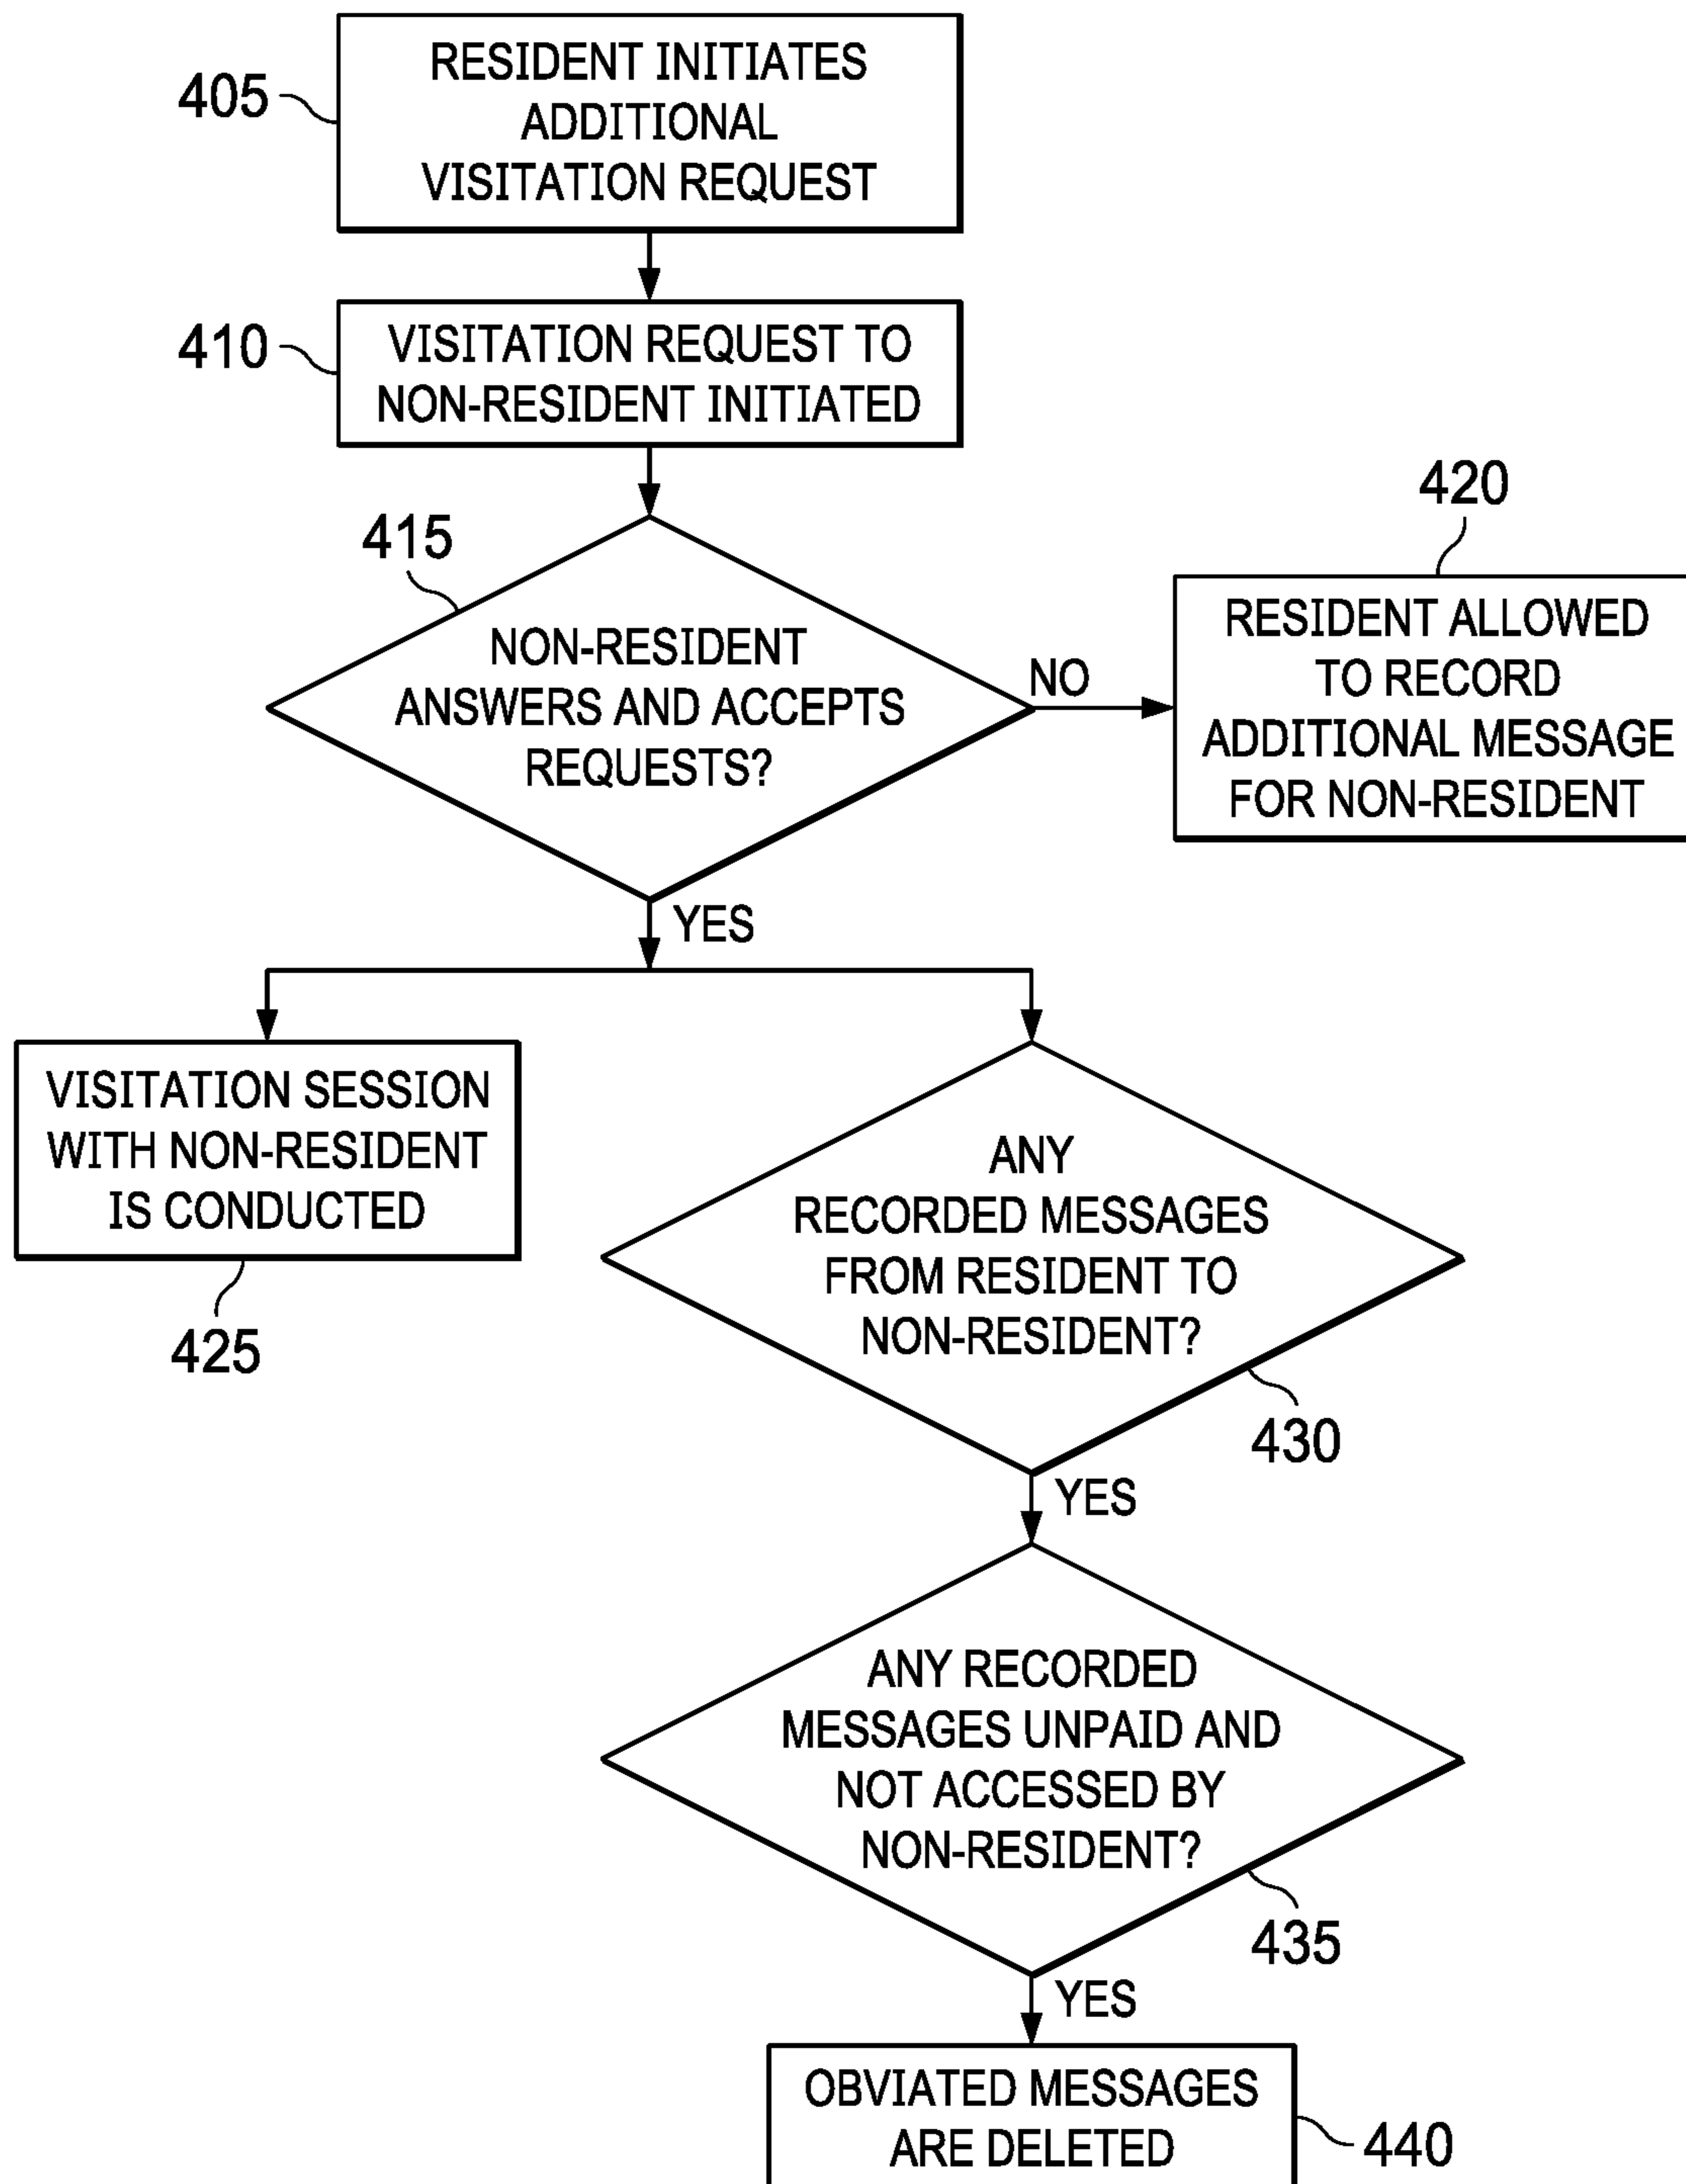 405
RESIDENT INITIATES
ADDITIONAL
VISITATION REQUEST
410
VISITATION REQUEST TO
NON-RESIDENT INITIATED
415
NON-RESIDENT
ANSWERS AND ACCEPTS
REQUESTS?
NO
420
RESIDENT ALLOWED
TO RECORD
ADDITIONAL MESSAGE
FOR NON-RESIDENT
YES
VISITATION SESSION
WITH NON-RESIDENT
IS CONDUCTED
425
ANY
RECORDED MESSAGES
FROM RESIDENT TO
NON-RESIDENT?
430
YES
ANY RECORDED
MESSAGES UNPAID AND
NOT ACCESSED BY
NON-RESIDENT?
435
YES
OBVIATED MESSAGES
ARE DELETED
440